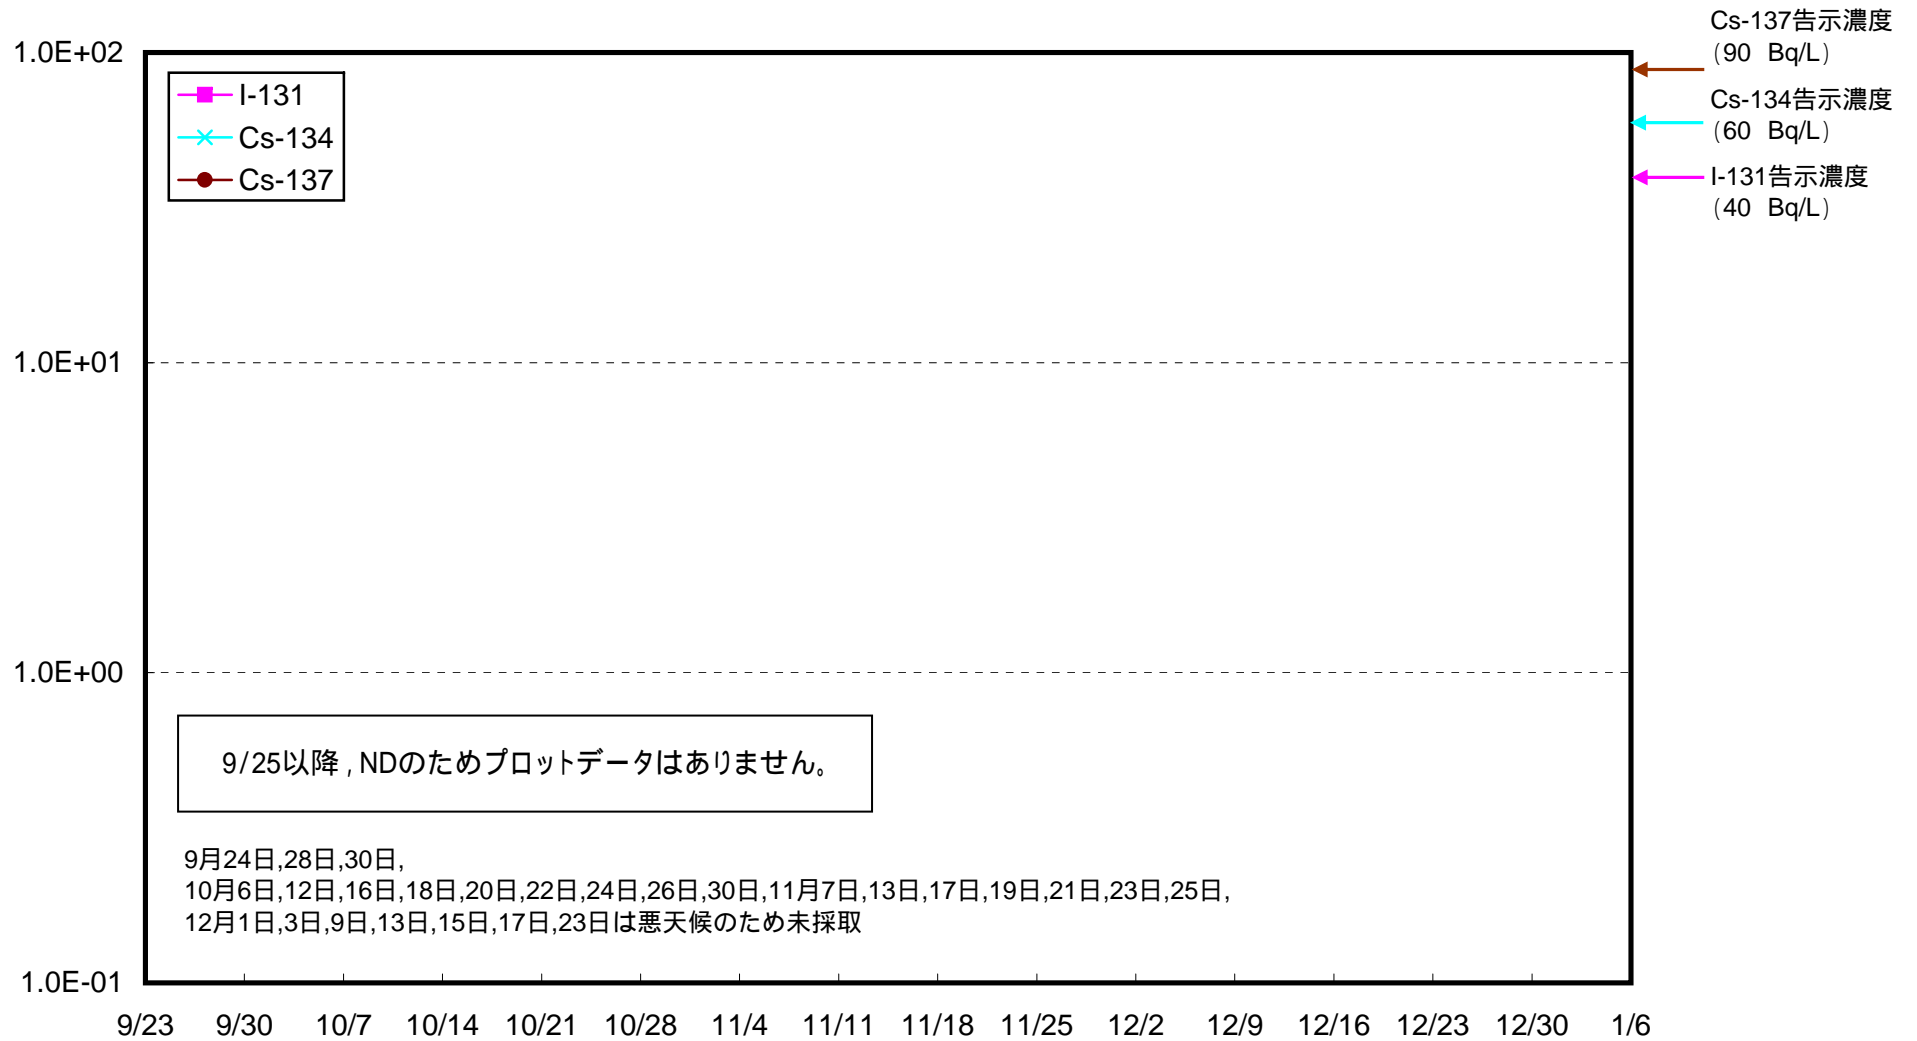 Cs-137告示濃度
(90 Bq/L)
Cs-134告示濃度
(60 Bq/L)
I-131告示濃度
(40 Bq/L)
1.0E+02
1.0E+01
1.0E+00
1.0E-01
I-131
Cs-134
Cs-137
9/25以降,NDのためプロットデータはありません。
9月24日,28日,30日,
10月6日,12日,16日,18日,20日,22日,24日,26日,30日,11月7日,13日,17日,19日,21日,23日,25日,
12月1日,3日,9日,13日,15日,17日,23日は悪天候のため未採取
9/23 9/30 10/7 10/14 10/21 10/28 11/4 11/11 11/18 11/25 12/2 12/9 12/16 12/23 12/30 1/6